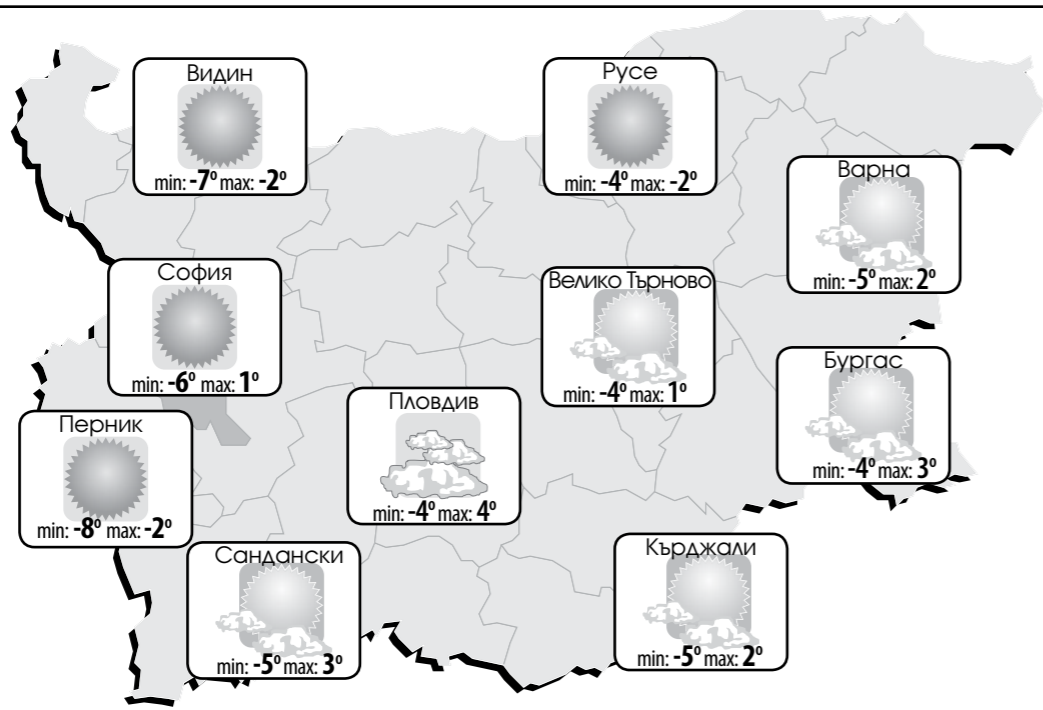 Видин
min: -7° max: -2°
Русе
min: -4° max: -2°
Варна
min: -5° max: 2°
София
min: -6° max: 1°
Велико Търново
min: -4° max: 1°
Бургас
min: -4° max: 3°
Пловдив
min: -4° max: 4°
Перник
min: -8° max: -2°
Сандански
min: -5° max: 3°
Кърджали
min: -5° max: 2°